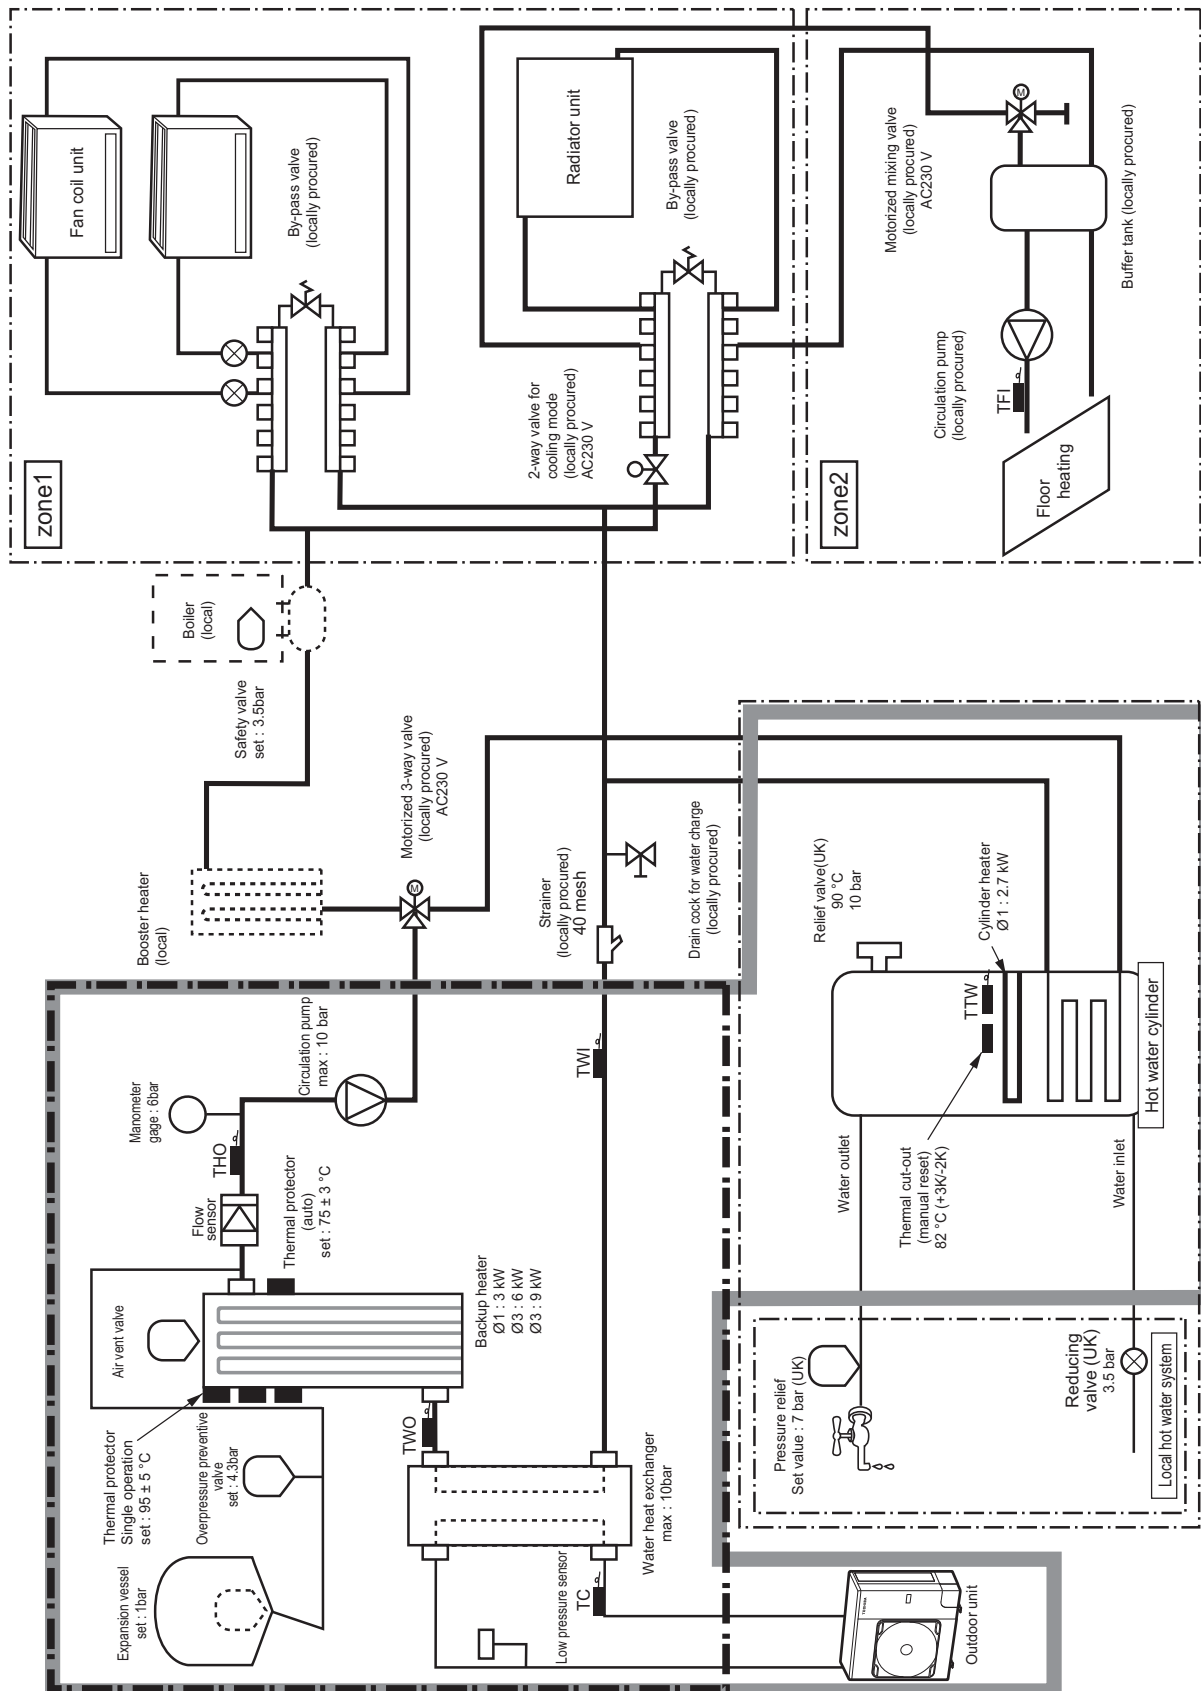 zone1
Fan coil unit
By-pass valve
(locally procured)
Radiator unit
By-pass valve
(locally procured)
2-way valve for
cooling mode
(locally procured)
AC230 V
zone2
Motorized mixing valve
(locally procured)
AC230 V
M
Buffer tank (locally procured)
Circulation pump
(locally procured)
TFI
Floor
heating
Boiler
(local)
Safety valve
set : 3.5bar
Booster heater
(local)
Motorized 3-way valve
(locally procured)
AC230 V
M
Strainer
(locally procured)
40 mesh
Drain cock for water charge
(locally procured)
Relief valve(UK)
90 °C
10 bar
Cylinder heater
Ø1 : 2.7 kW
TTW
Hot water cylinder
Thermal cut-out
(manual reset)
82 °C (+3K/-2K)
Water outlet
Water inlet
Manometer
gage : 6bar
Circulation pump
max : 10 bar
THO
Flow
sensor
Thermal protector
(auto)
set : 75 ± 3 °C
TWI
Air vent valve
Backup heater
Ø1 : 3 kW
Ø3 : 6 kW
Ø3 : 9 kW
Thermal protector
Single operation
set : 95 ± 5 °C
Overpressure preventive
valve
set : 4.3bar
Expansion vessel
set : 1bar
TWO
Water heat exchanger
max : 10bar
Low pressure sensor
TC
Pressure relief
Set value : 7 bar (UK)
Reducing
valve (UK)
3.5 bar
Local hot water system
Outdoor unit